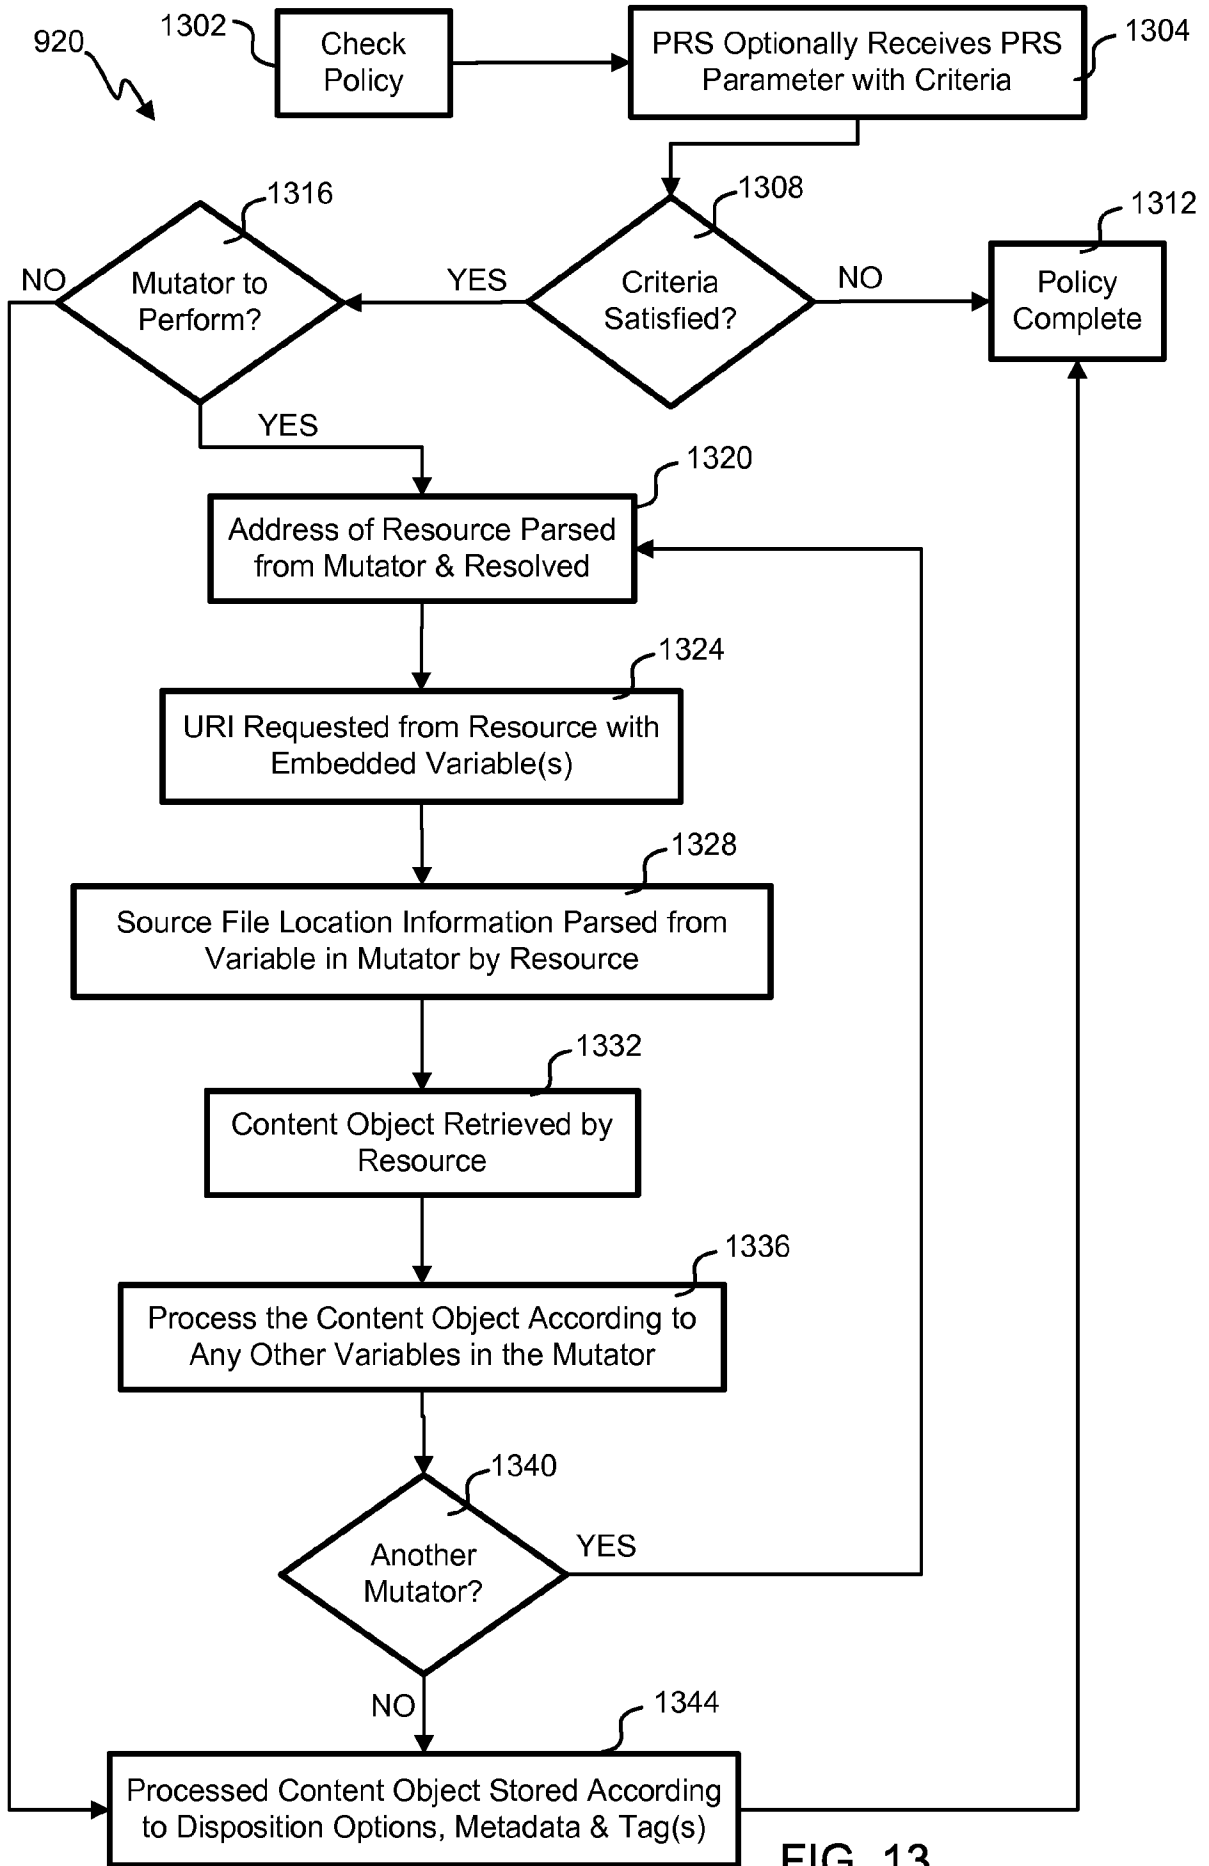 920
1302
Check
Policy
PRS Optionally Receives PRS
Parameter with Criteria
1304
1316
1308
1312
NO
Mutator to
Perform?
YES
Criteria
Satisfied?
NO
Policy
Complete
YES
1320
Address of Resource Parsed
from Mutator & Resolved
1324
URI Requested from Resource with
Embedded Variable(s)
1328
Source File Location Information Parsed from
Variable in Mutator by Resource
1332
Content Object Retrieved by
Resource
1336
Process the Content Object According to
Any Other Variables in the Mutator
1340
Another
Mutator?
YES
NO
1344
Processed Content Object Stored According
to Disposition Options, Metadata & Tag(s)
FIG. 13